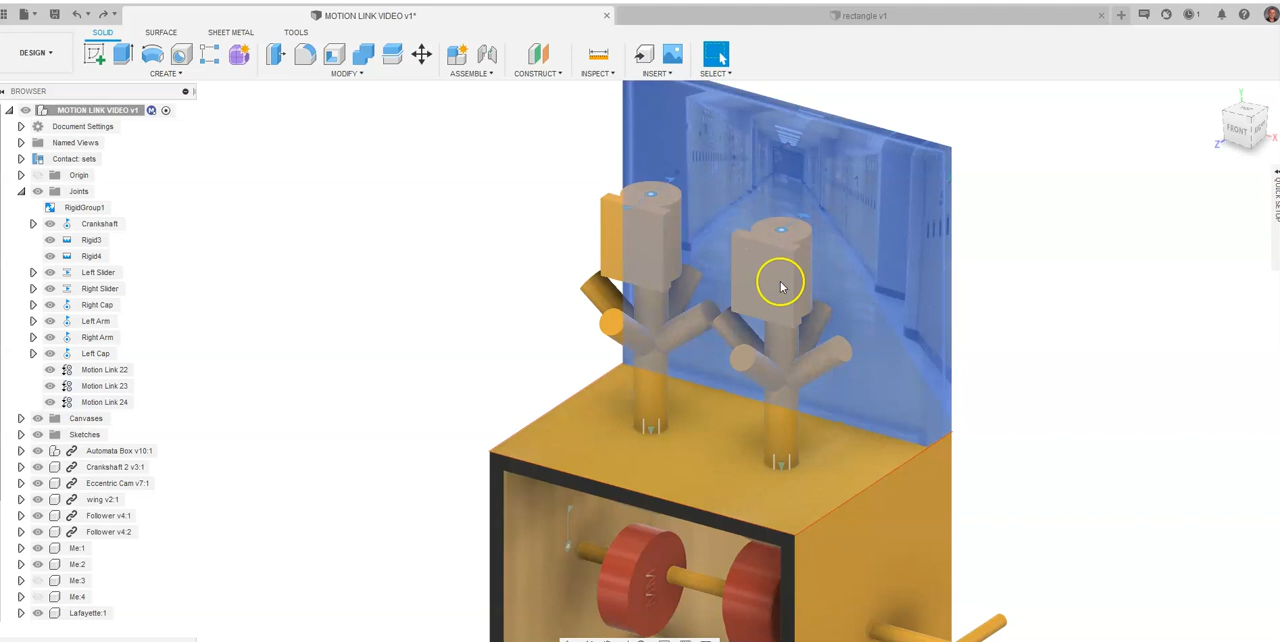 MOTION LINK VIDEO v1*
rectangle v1
1
DESIGN
SOLID
SURFACE
SHEET METAL
TOOLS
CREATE
MODIFY
ASSEMBLE
CONSTRUCT
INSPECT
INSERT
SELECT
BROWSER
MOTION LINK VIDEO v1
Document Settings
Named Views
Contact: sets
Origin
Joints
RigidGroup1
Crankshaft
Rigid3
Rigid4
Left Slider
Right Slider
Right Cap
Left Arm
Right Arm
Left Cap
Motion Link 22
Motion Link 23
Motion Link 24
Canvases
Sketches
Automata Box v10:1
Crankshaft 2 v3:1
Eccentric Cam v7:1
wing v2:1
Follower v4:1
Follower v4:2
Me:1
Me:2
Me:3
Me:4
Lafayette:1
Y
FRONT
RIGHT
Z
X
QUICK SETUP